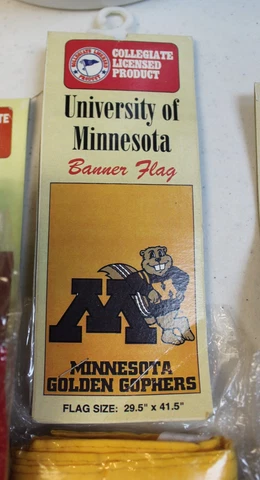 COLLEGIATE
LICENSED
PRODUCT
University of
Minnesota
Banner Flag
M
M
MINNESOTA
GOLDEN GOPHERS
FLAG SIZE: 29.5" x 41.5"